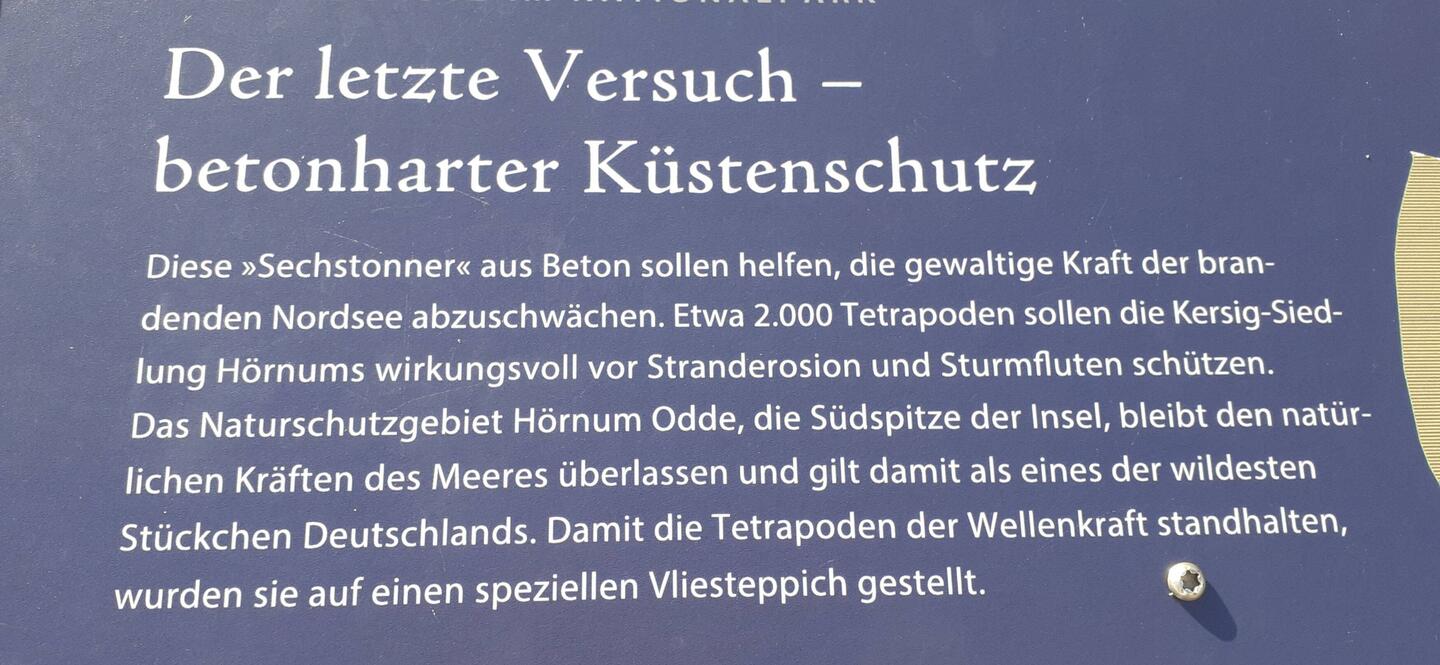 NATIONALPARK
Der letzte Versuch –
betonharter Küstenschutz
Diese »Sechstonner« aus Beton sollen helfen, die gewaltige Kraft der bran-
denden Nordsee abzuschwächen. Etwa 2.000 Tetrapoden sollen die Kersig-Sied-
lung Hörnums wirkungsvoll vor Stranderosion und Sturmfluten schützen.
Das Naturschutzgebiet Hörnum Odde, die Südspitze der Insel, bleibt den natür-
lichen Kräften des Meeres überlassen und gilt damit als eines der wildesten
Stückchen Deutschlands. Damit die Tetrapoden der Wellenkraft standhalten,
wurden sie auf einen speziellen Vliesteppich gestellt.